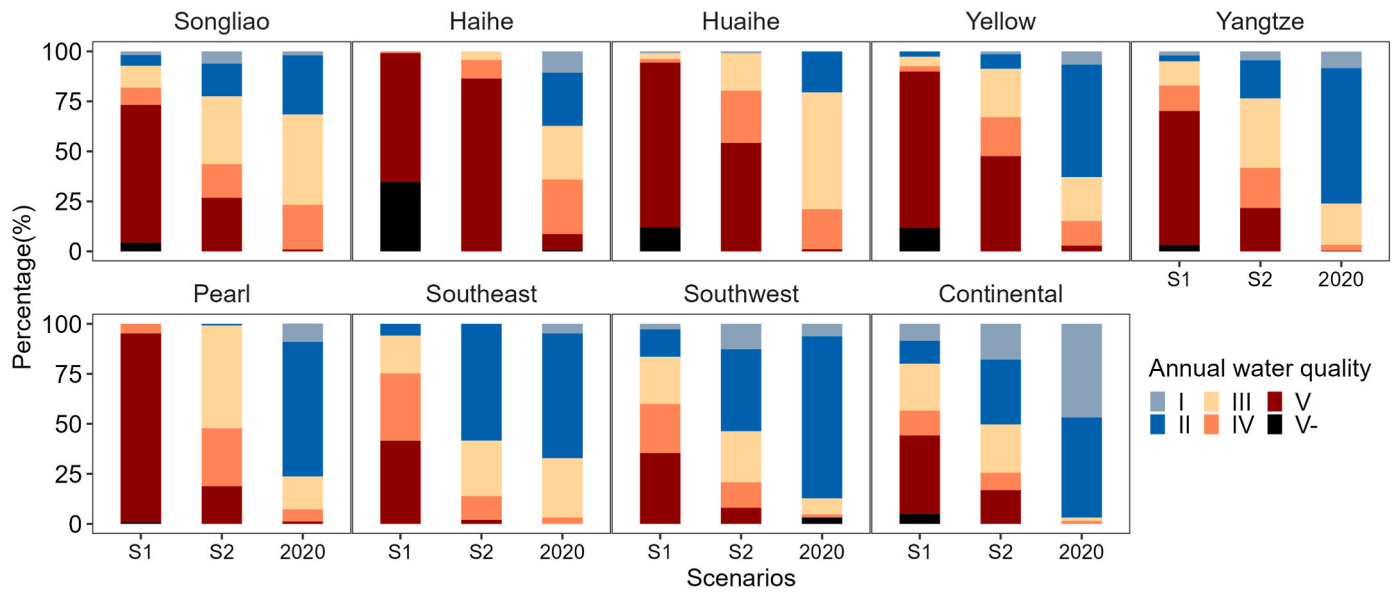 Songliao Haihe Huaihe Yellow Yangtze
100
75
50
25
0
S1 S2 2020
Pearl Southeast Southwest Continental
100
75
50
25
0
S1 S2 2020 S1 S2 2020 S1 S2 2020 S1 S2 2020
Percentage(%)
Scenarios
Annual water quality
I III V
II IV V-